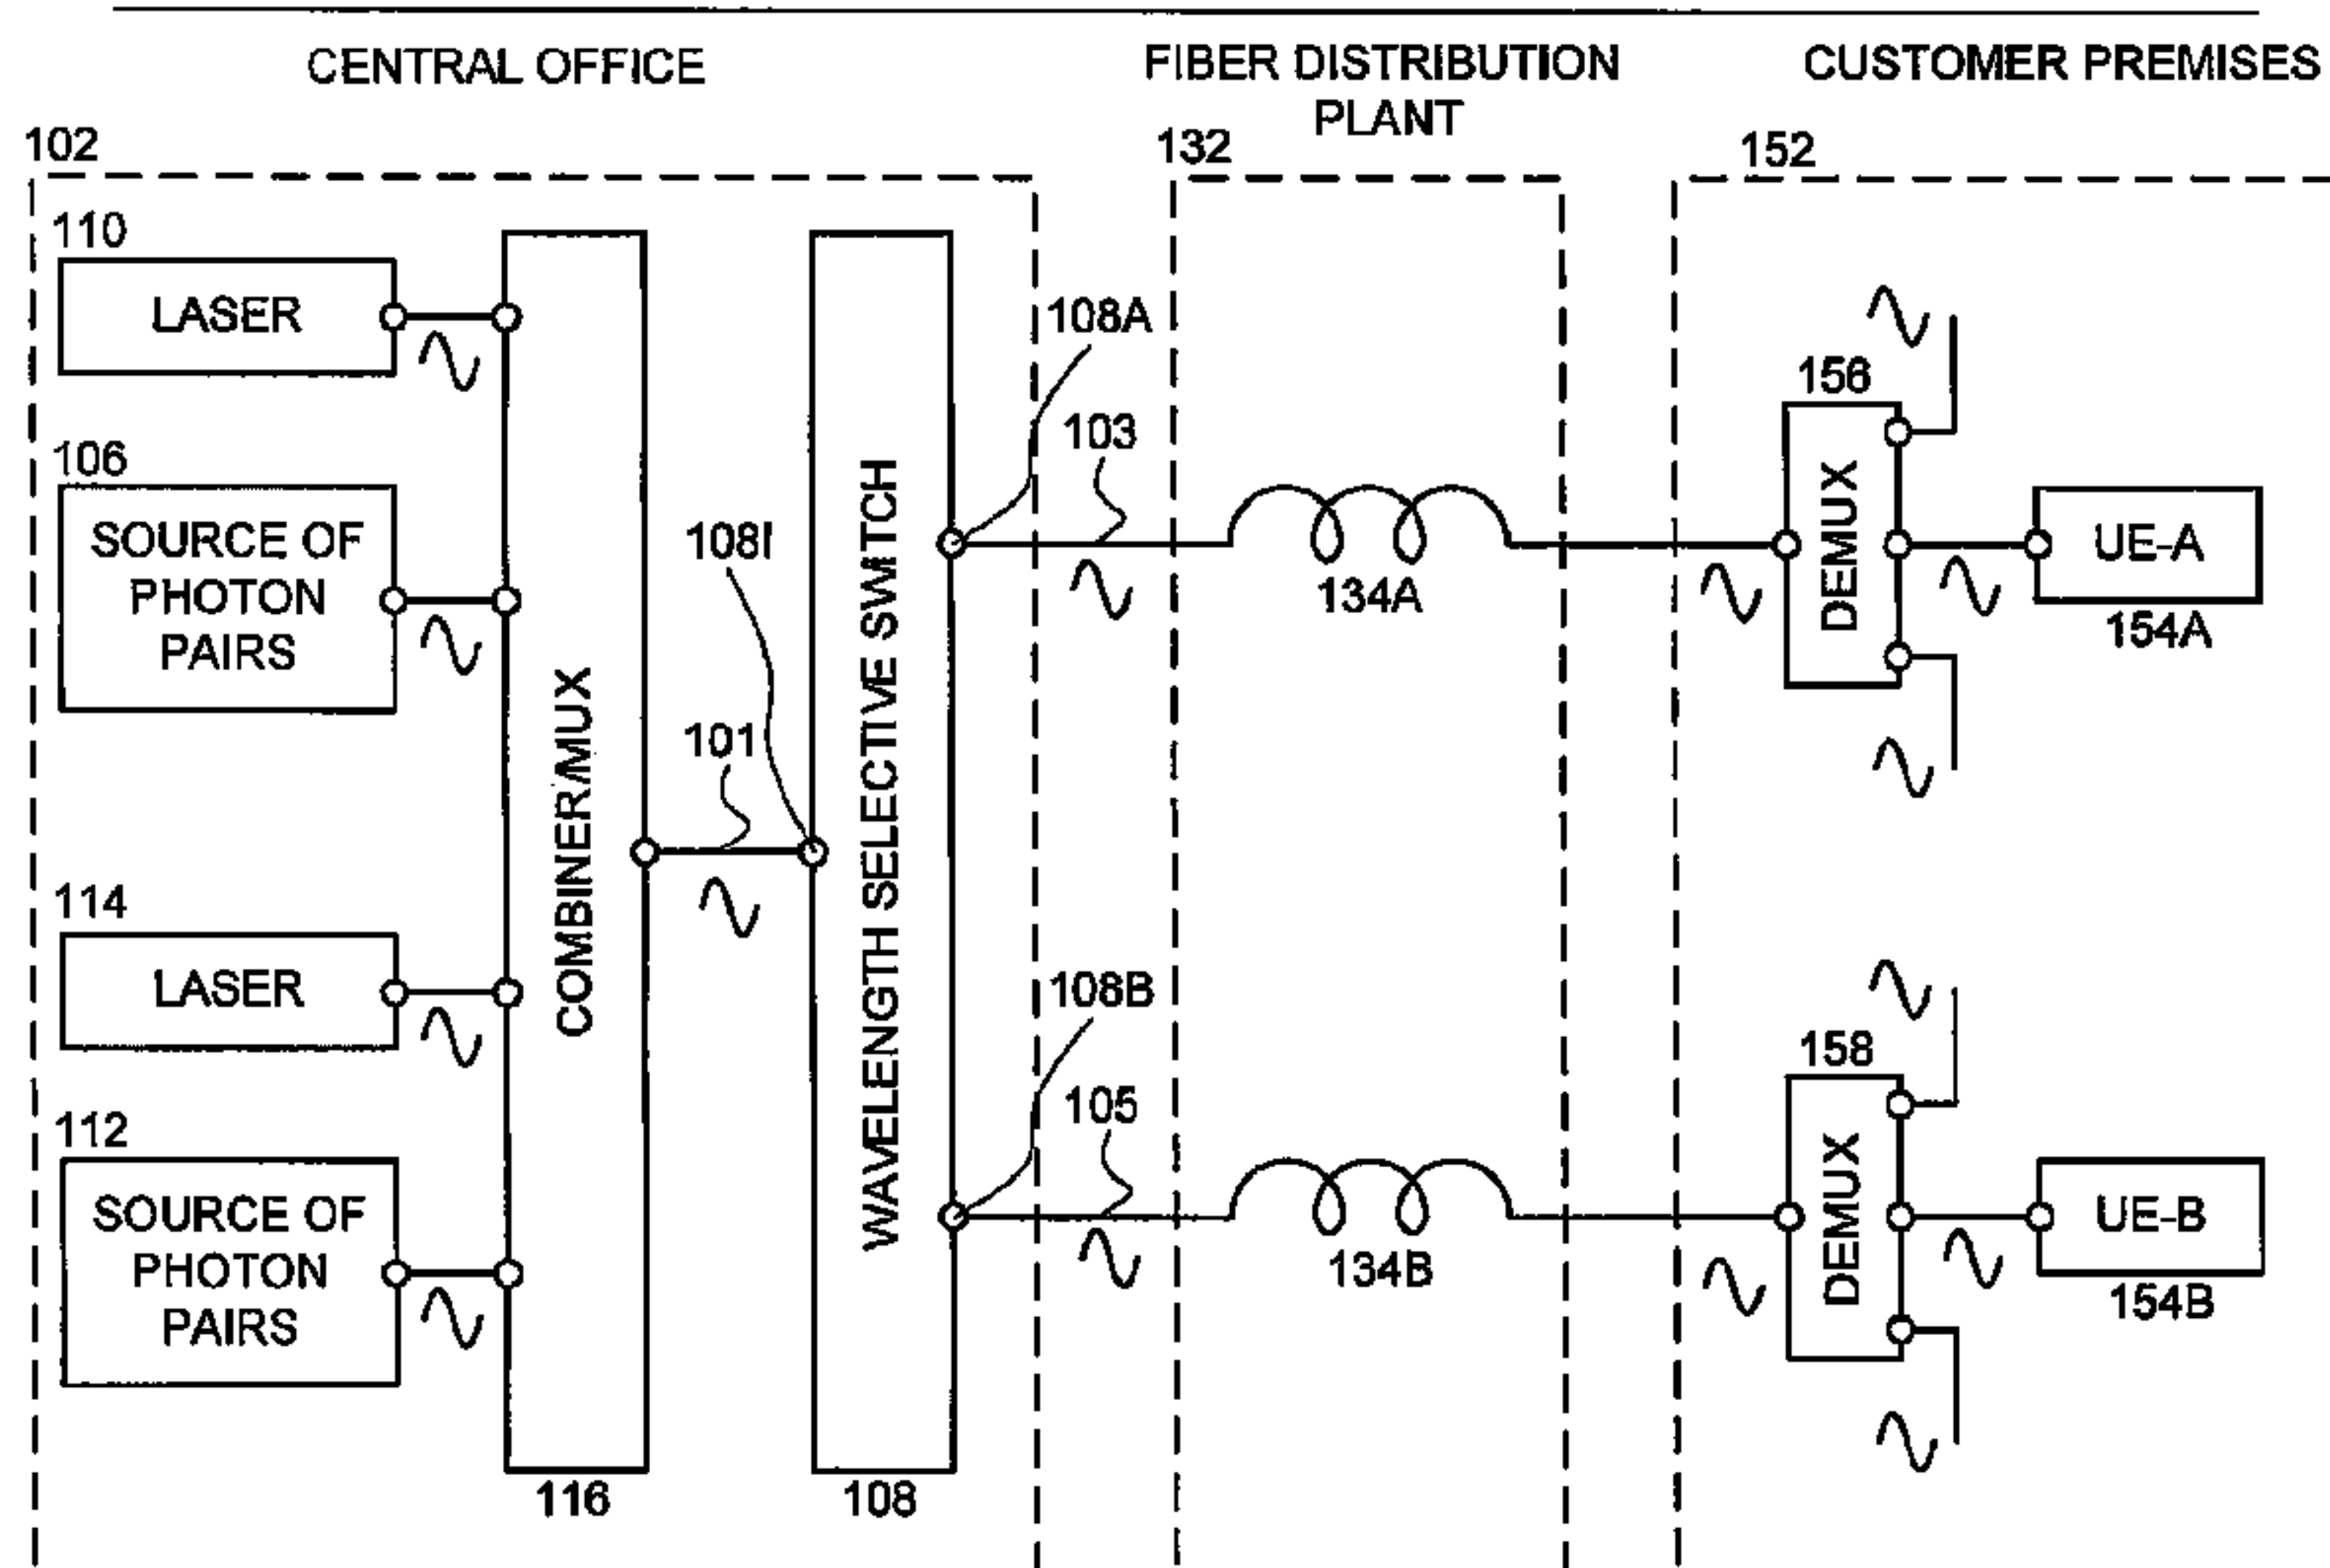 CENTRAL OFFICE
FIBER DISTRIBUTION
PLANT
CUSTOMER PREMISES
102
132
152
110
LASER
106
SOURCE OF
PHOTON
PAIRS
114
LASER
112
SOURCE OF
PHOTON
PAIRS
COMBINER/MUX
116
101
108I
WAVELENGTH SELECTIVE SWITCH
108
108A
103
108B
105
134A
134B
156
DEMUX
UE-A
154A
158
DEMUX
UE-B
154B